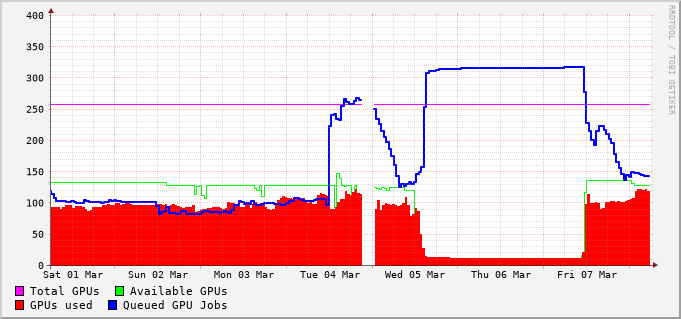 400
350
300
250
200
150
100
50
0
Sat 01 Mar Sun 02 Mar Mon 03 Mar Tue 04 Mar Wed 05 Mar Thu 06 Mar Fri 07 Mar
Total GPUs Available GPUs
GPUs used Queued GPU Jobs
RRDTOOL / TOBI OETIKER